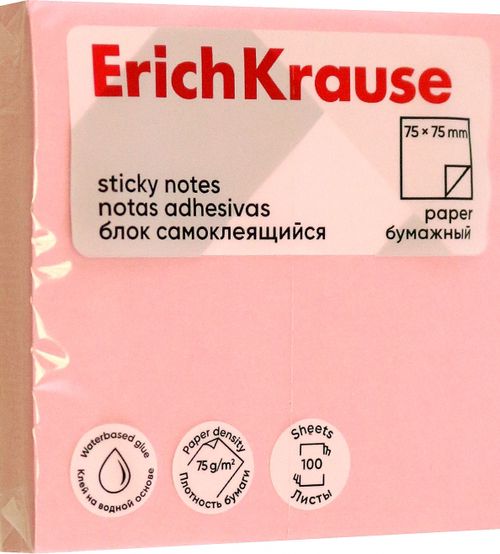 ErichKrause
75 × 75 mm
sticky notes
notas adhesivas
блок самоклеящийся
paper
бумажный
Waterbased glue
Клей на водной основе
Paper density
75 g/m²
Плотность бумаги
Sheets
100
Листы